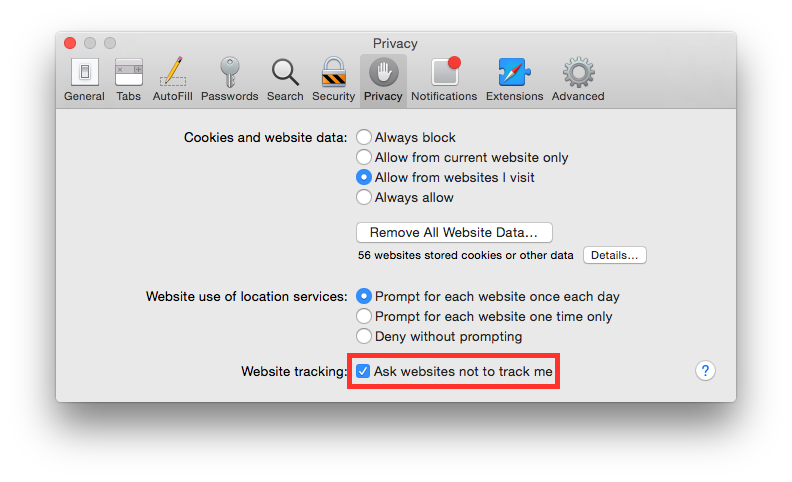 Privacy
General Tabs AutoFill Passwords Search Security Privacy Notifications Extensions Advanced
Cookies and website data: Always block
Allow from current website only
Allow from websites I visit
Always allow
Remove All Website Data...
56 websites stored cookies or other data Details...
Website use of location services: Prompt for each website once each day
Prompt for each website one time only
Deny without prompting
Website tracking: Ask websites not to track me ?